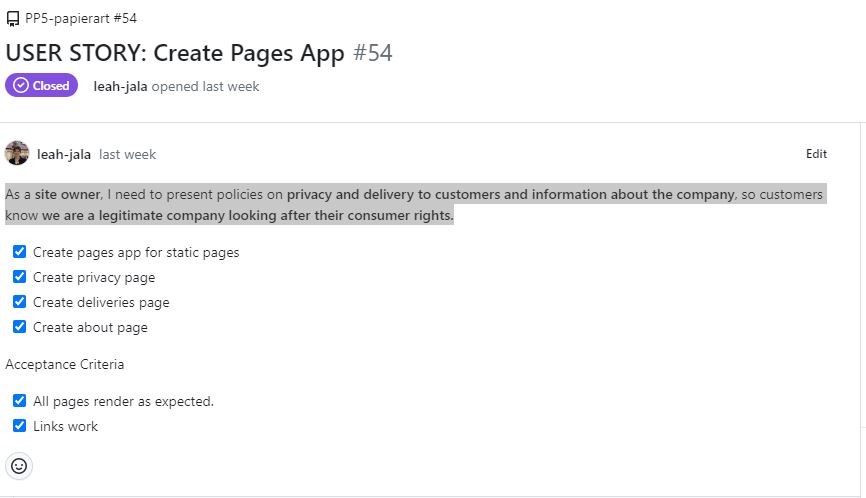 PP5-papierart #54
USER STORY: Create Pages App #54
Closed leah-jala opened last week
leah-jala last week Edit
As a site owner, I need to present policies on privacy and delivery to customers and information about the company, so customers
know we are a legitimate company looking after their consumer rights.
Create pages app for static pages
Create privacy page
Create deliveries page
Create about page
Acceptance Criteria
All pages render as expected.
Links work